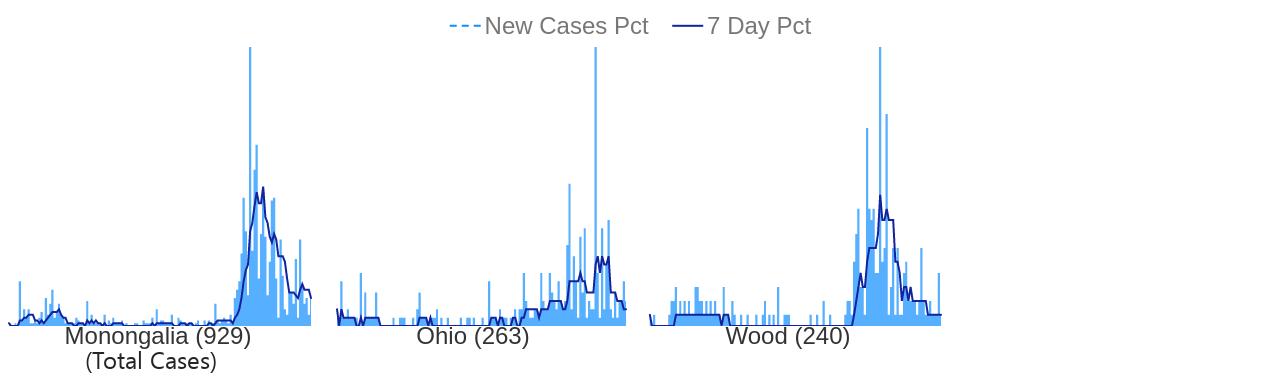 New Cases Pct 7 Day Pct
Monongalia (929) Ohio (263) Wood (240)
(Total Cases)